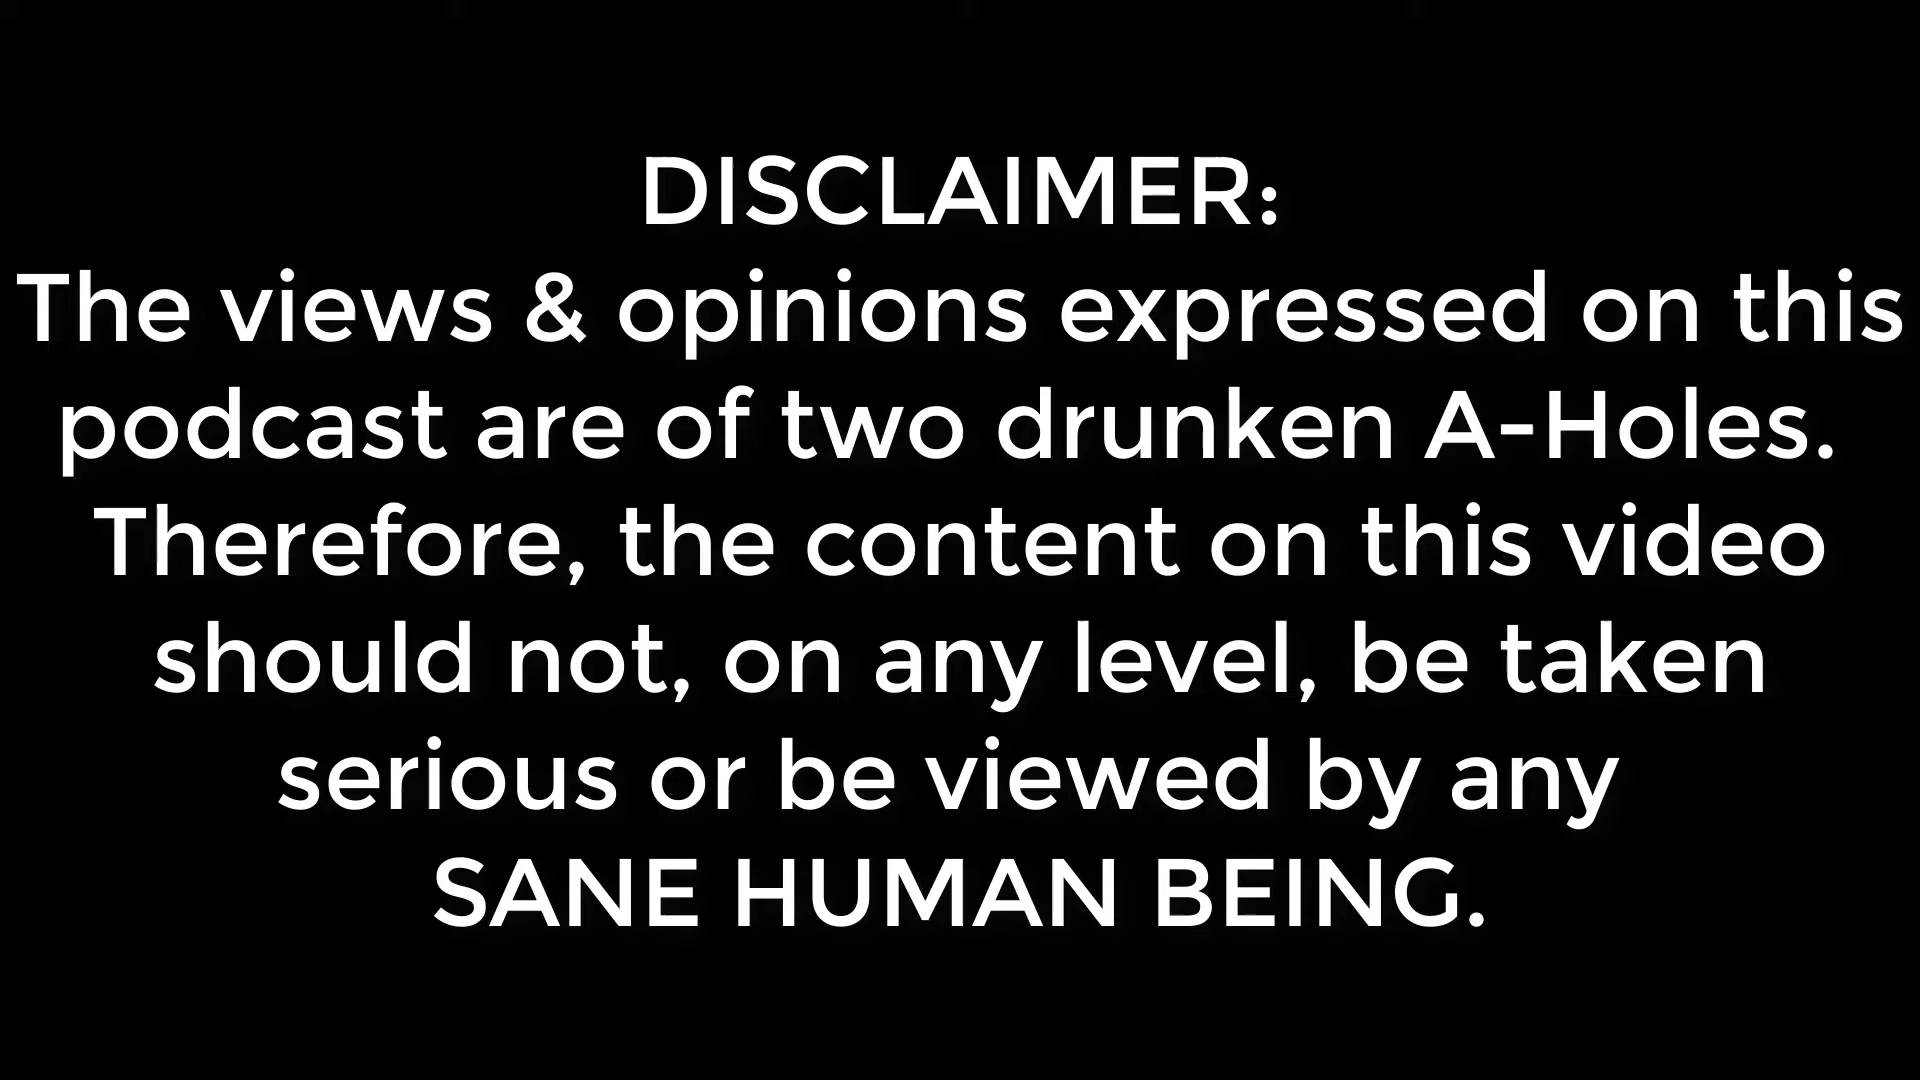 DISCLAIMER:
The views & opinions expressed on this
podcast are of two drunken A-Holes.
Therefore, the content on this video
should not, on any level, be taken
serious or be viewed by any
SANE HUMAN BEING.